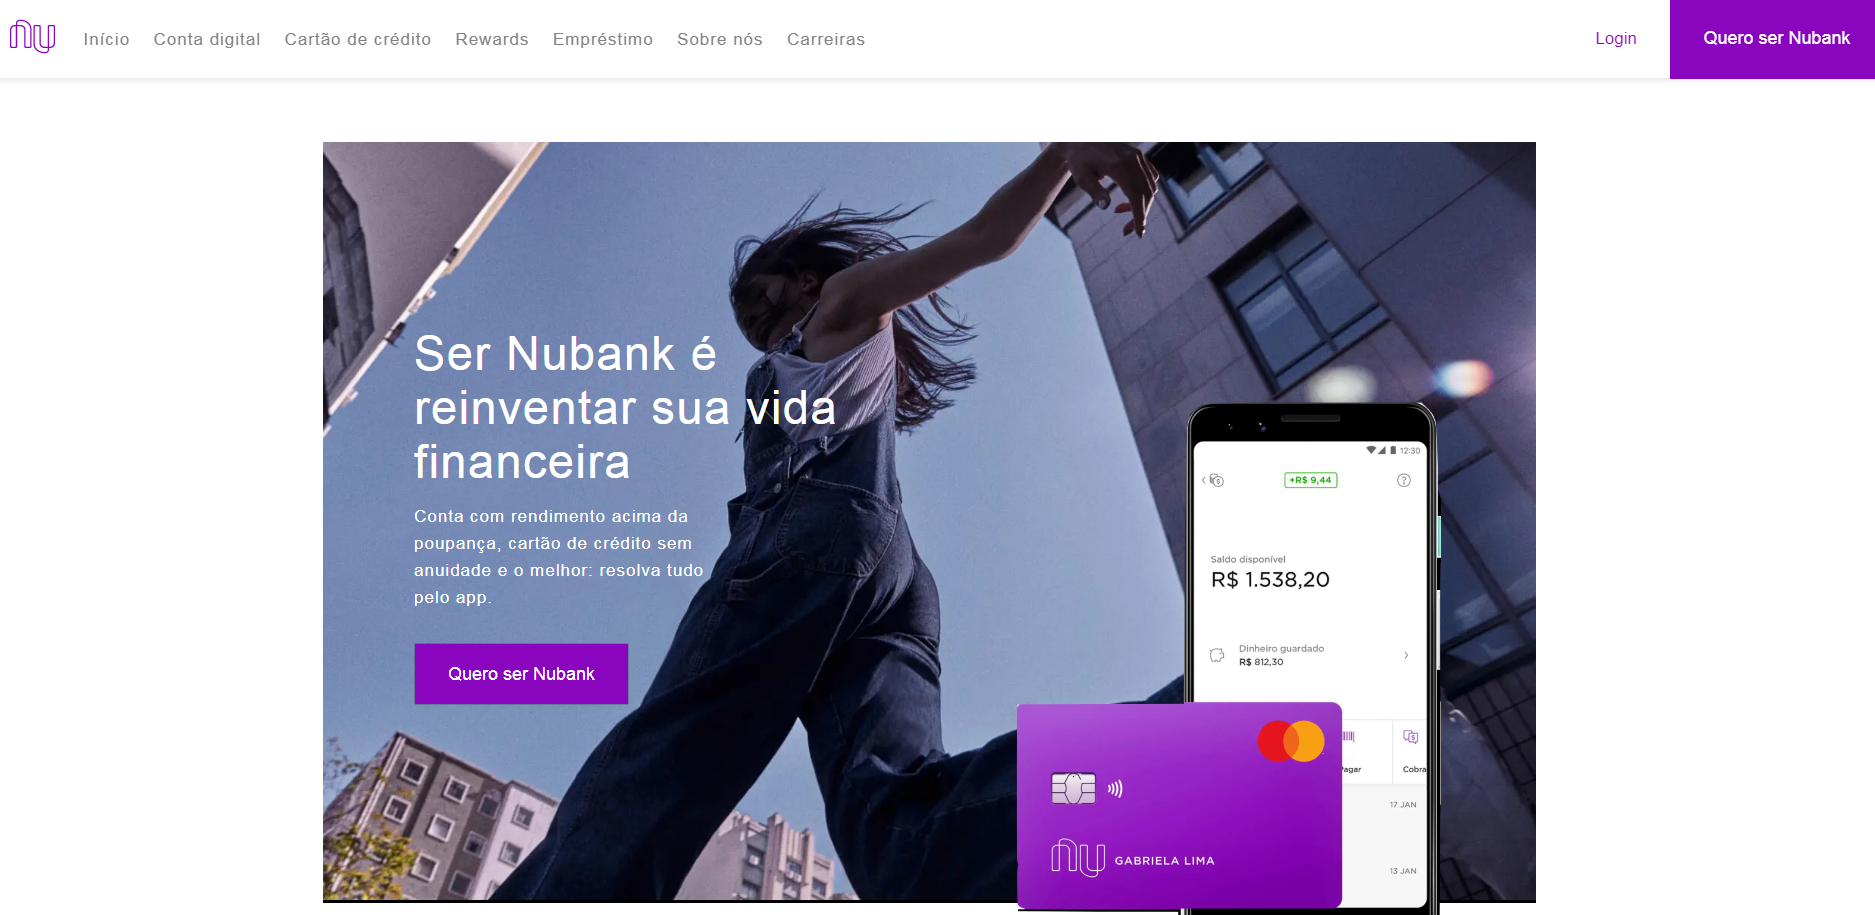 nu
Início Conta digital Cartão de crédito Rewards Empréstimo Sobre nós Carreiras Login Quero ser Nubank
Ser Nubank é
reinventar sua vida
financeira
Conta com rendimento acima da
poupança, cartão de crédito sem
anuidade e o melhor: resolva tudo
pelo app.
Quero ser Nubank
12:30
+R$ 9,44
?
Saldo disponível
R$ 1.538,20
Dinheiro guardado
R$ 812,30
agar
Cobra
17 JAN
13 JAN
nu GABRIELA LIMA